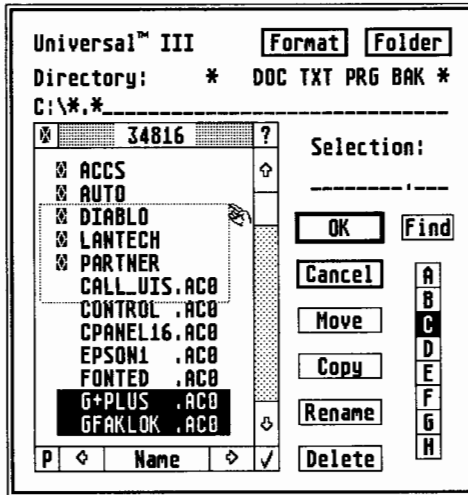 Universal™ III Format Folder
Directory: * DOC TXT PRG BAK *
C:\*.*
34816 ?
Selection:
ACCS
AUTO
DIABLO
LANTECH
PARTNER
CALL_UIS.AC0
CONTROL .AC0
CPANEL16.AC0
EPSON1 .AC0
FONTED .AC0
G+PLUS .AC0
GFAKLOK .AC0
P Name ✓
OK Find
Cancel
Move
Copy
Rename
Delete
A
B
C
D
E
F
G
H